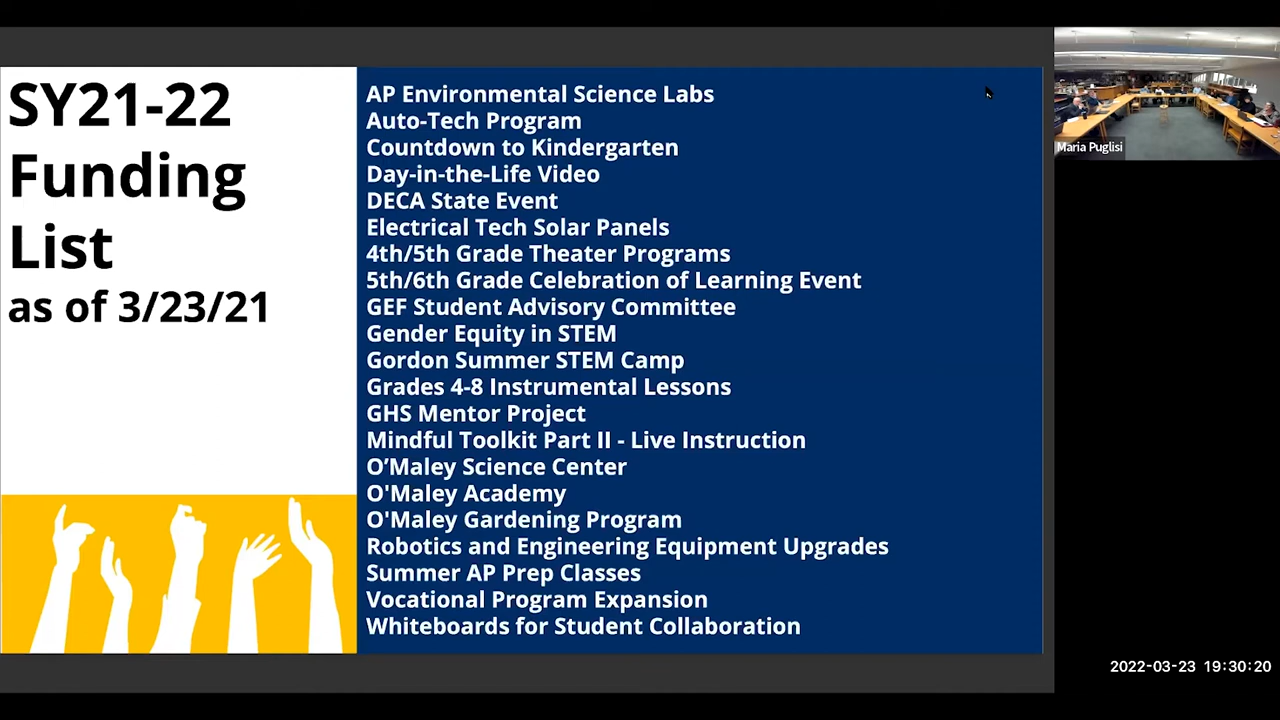 SY21-22
Funding
List
as of 3/23/21
AP Environmental Science Labs
Auto-Tech Program
Countdown to Kindergarten
Day-in-the-Life Video
DECA State Event
Electrical Tech Solar Panels
4th/5th Grade Theater Programs
5th/6th Grade Celebration of Learning Event
GEF Student Advisory Committee
Gender Equity in STEM
Gordon Summer STEM Camp
Grades 4-8 Instrumental Lessons
GHS Mentor Project
Mindful Toolkit Part II - Live Instruction
O’Maley Science Center
O'Maley Academy
O'Maley Gardening Program
Robotics and Engineering Equipment Upgrades
Summer AP Prep Classes
Vocational Program Expansion
Whiteboards for Student Collaboration
Maria Puglisi
2022-03-23 19:30:20